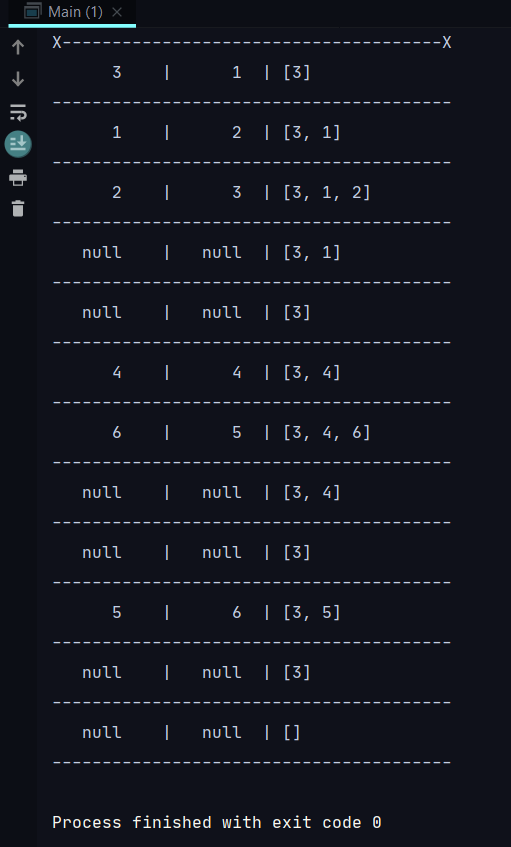 Main (1) ×
X--------------------------------------X
3 | 1 | [3]
----------------------------------------
1 | 2 | [3, 1]
----------------------------------------
2 | 3 | [3, 1, 2]
----------------------------------------
null | null | [3, 1]
----------------------------------------
null | null | [3]
----------------------------------------
4 | 4 | [3, 4]
----------------------------------------
6 | 5 | [3, 4, 6]
----------------------------------------
null | null | [3, 4]
----------------------------------------
null | null | [3]
----------------------------------------
5 | 6 | [3, 5]
----------------------------------------
null | null | [3]
----------------------------------------
null | null | []
----------------------------------------
Process finished with exit code 0